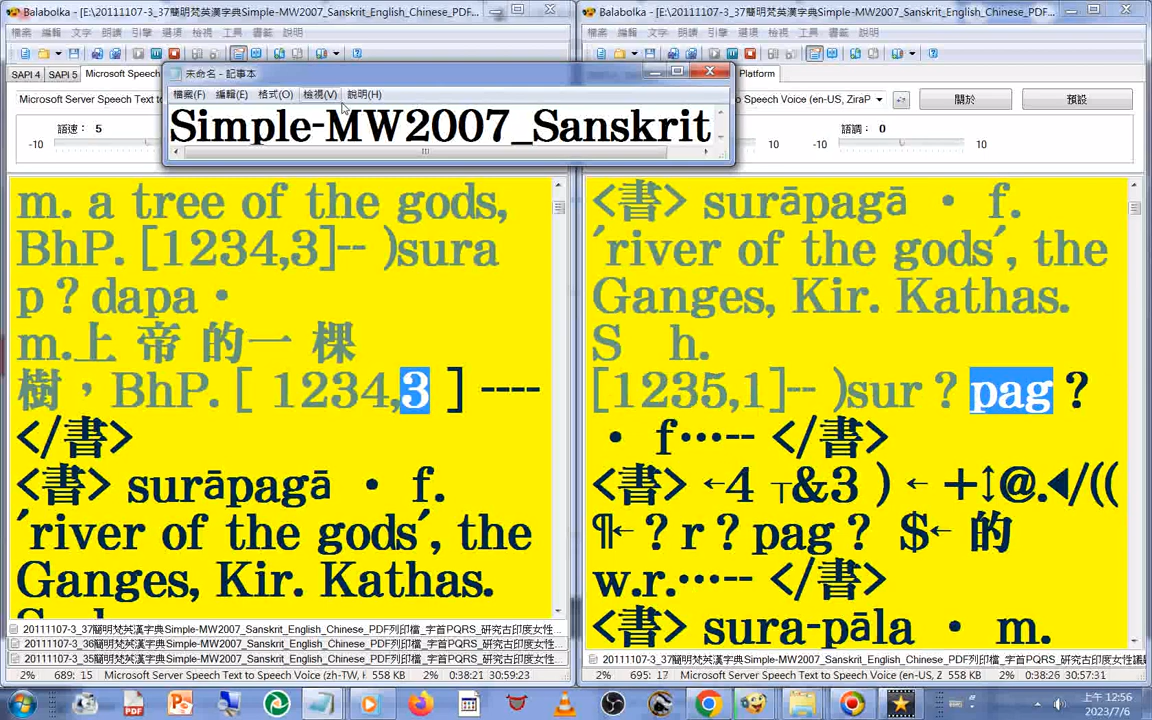 Balabolka - [E:\20111107-3_37簡明梵英漢字典Simple-MW2007_Sanskrit_English_Chinese_PDF...
Balabolka - [E:\20111107-3_37簡明梵英漢字典Simple-MW2007_Sanskrit_English_Chinese_PDF...
檔案 編輯 文字 朗讀 引擎 選項 檢視 工具 書籤 說明
檔案 編輯 文字 朗讀 引擎 選項 檢視 工具 書籤 說明
SAPI 4 SAPI 5 Microsoft Speech
Platform
未命名 - 記事本
檔案(F) 編輯(E) 格式(O) 檢視(V) 說明(H)
Simple-MW2007_Sanskrit
Microsoft Server Speech Text to
Speech Voice (en-US, ZiraP
關於
預設
語速： 5
語調： 0
-10
10
-10
10
m. a tree of the gods,
BhP. [1234,3]-- )sura
p？dapa •
m.上 帝 的一 棵
樹，BhP. [ 1234,3 ] ----
</書>
<書> surāpagā • f.
'river of the gods', the
Ganges, Kir. Kathas.
<書> surāpagā • f.
'river of the gods', the
Ganges, Kir. Kathas.
S h.
[1235,1]-- )sur？pag？
• f…-- </書>
<書> ←4 ┬&3 ) ← +↕@.◀/((
¶←？r？pag？ $← 的
w.r.…-- </書>
<書> sura-pāla • m.
20111107-3_37簡明梵英漢字典Simple-MW2007_Sanskrit_English_Chinese_PDF列印檔_字首PQRS_研究古印度女性...
20111107-3_36簡明梵英漢字典Simple-MW2007_Sanskrit_English_Chinese_PDF列印檔_字首PQRS_研究古印度女性...
20111107-3_35簡明梵英漢字典Simple-MW2007_Sanskrit_English_Chinese_PDF列印檔_字首PQRS_研究古印度女性...
20111107-3_37簡明梵英漢字典Simple-MW2007_Sanskrit_English_Chinese_PDF列印檔_字首PQRS_研究古印度女性議題...
2% 689: 15 Microsoft Server Speech Text to Speech Voice (zh-TW, H 558 KB 2% 0:38:21 30:59:23
2% 695: 17 Microsoft Server Speech Text to Speech Voice (en-US, Z 558 KB 2% 0:38:26 30:57:31
上午 12:56
2023/7/6